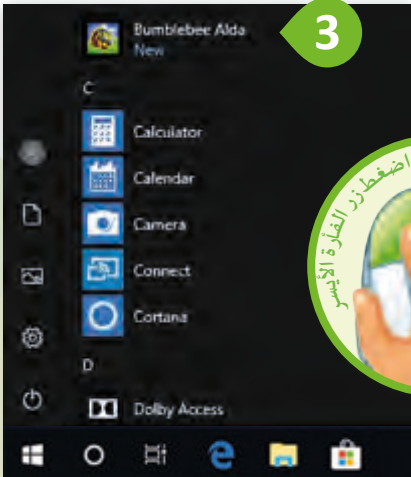 Bumblebee Alda
New
3
C
Calculator
Calendar
Camera
Connect
Cortana
D
Dolby Access
اضغط زر الفأرة الأيسر